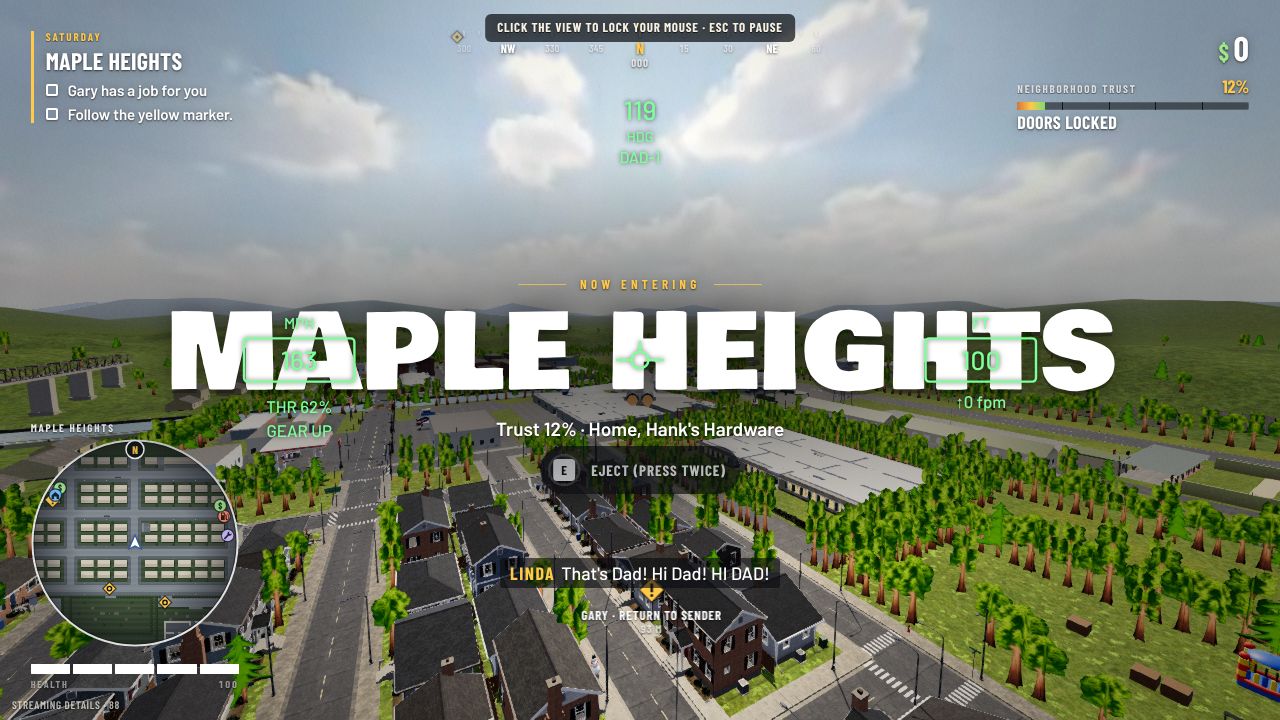 CLICK THE VIEW TO LOCK YOUR MOUSE · ESC TO PAUSE
300 NW 330 345 N 15 30 NE 60
000
SATURDAY
MAPLE HEIGHTS
Gary has a job for you
Follow the yellow marker.
$0
NEIGHBORHOOD TRUST 12%
DOORS LOCKED
119
HDG
DAD-1
NOW ENTERING
MAPLE HEIGHTS
MPH
163
THR 62%
GEAR UP
FT
100
↑0 fpm
Trust 12% · Home, Hank's Hardware
E EJECT (PRESS TWICE)
LINDA That's Dad! Hi Dad! HI DAD!
GARY · RETURN TO SENDER
MAPLE HEIGHTS
N
HEALTH 100
STREAMING DETAILS · 88